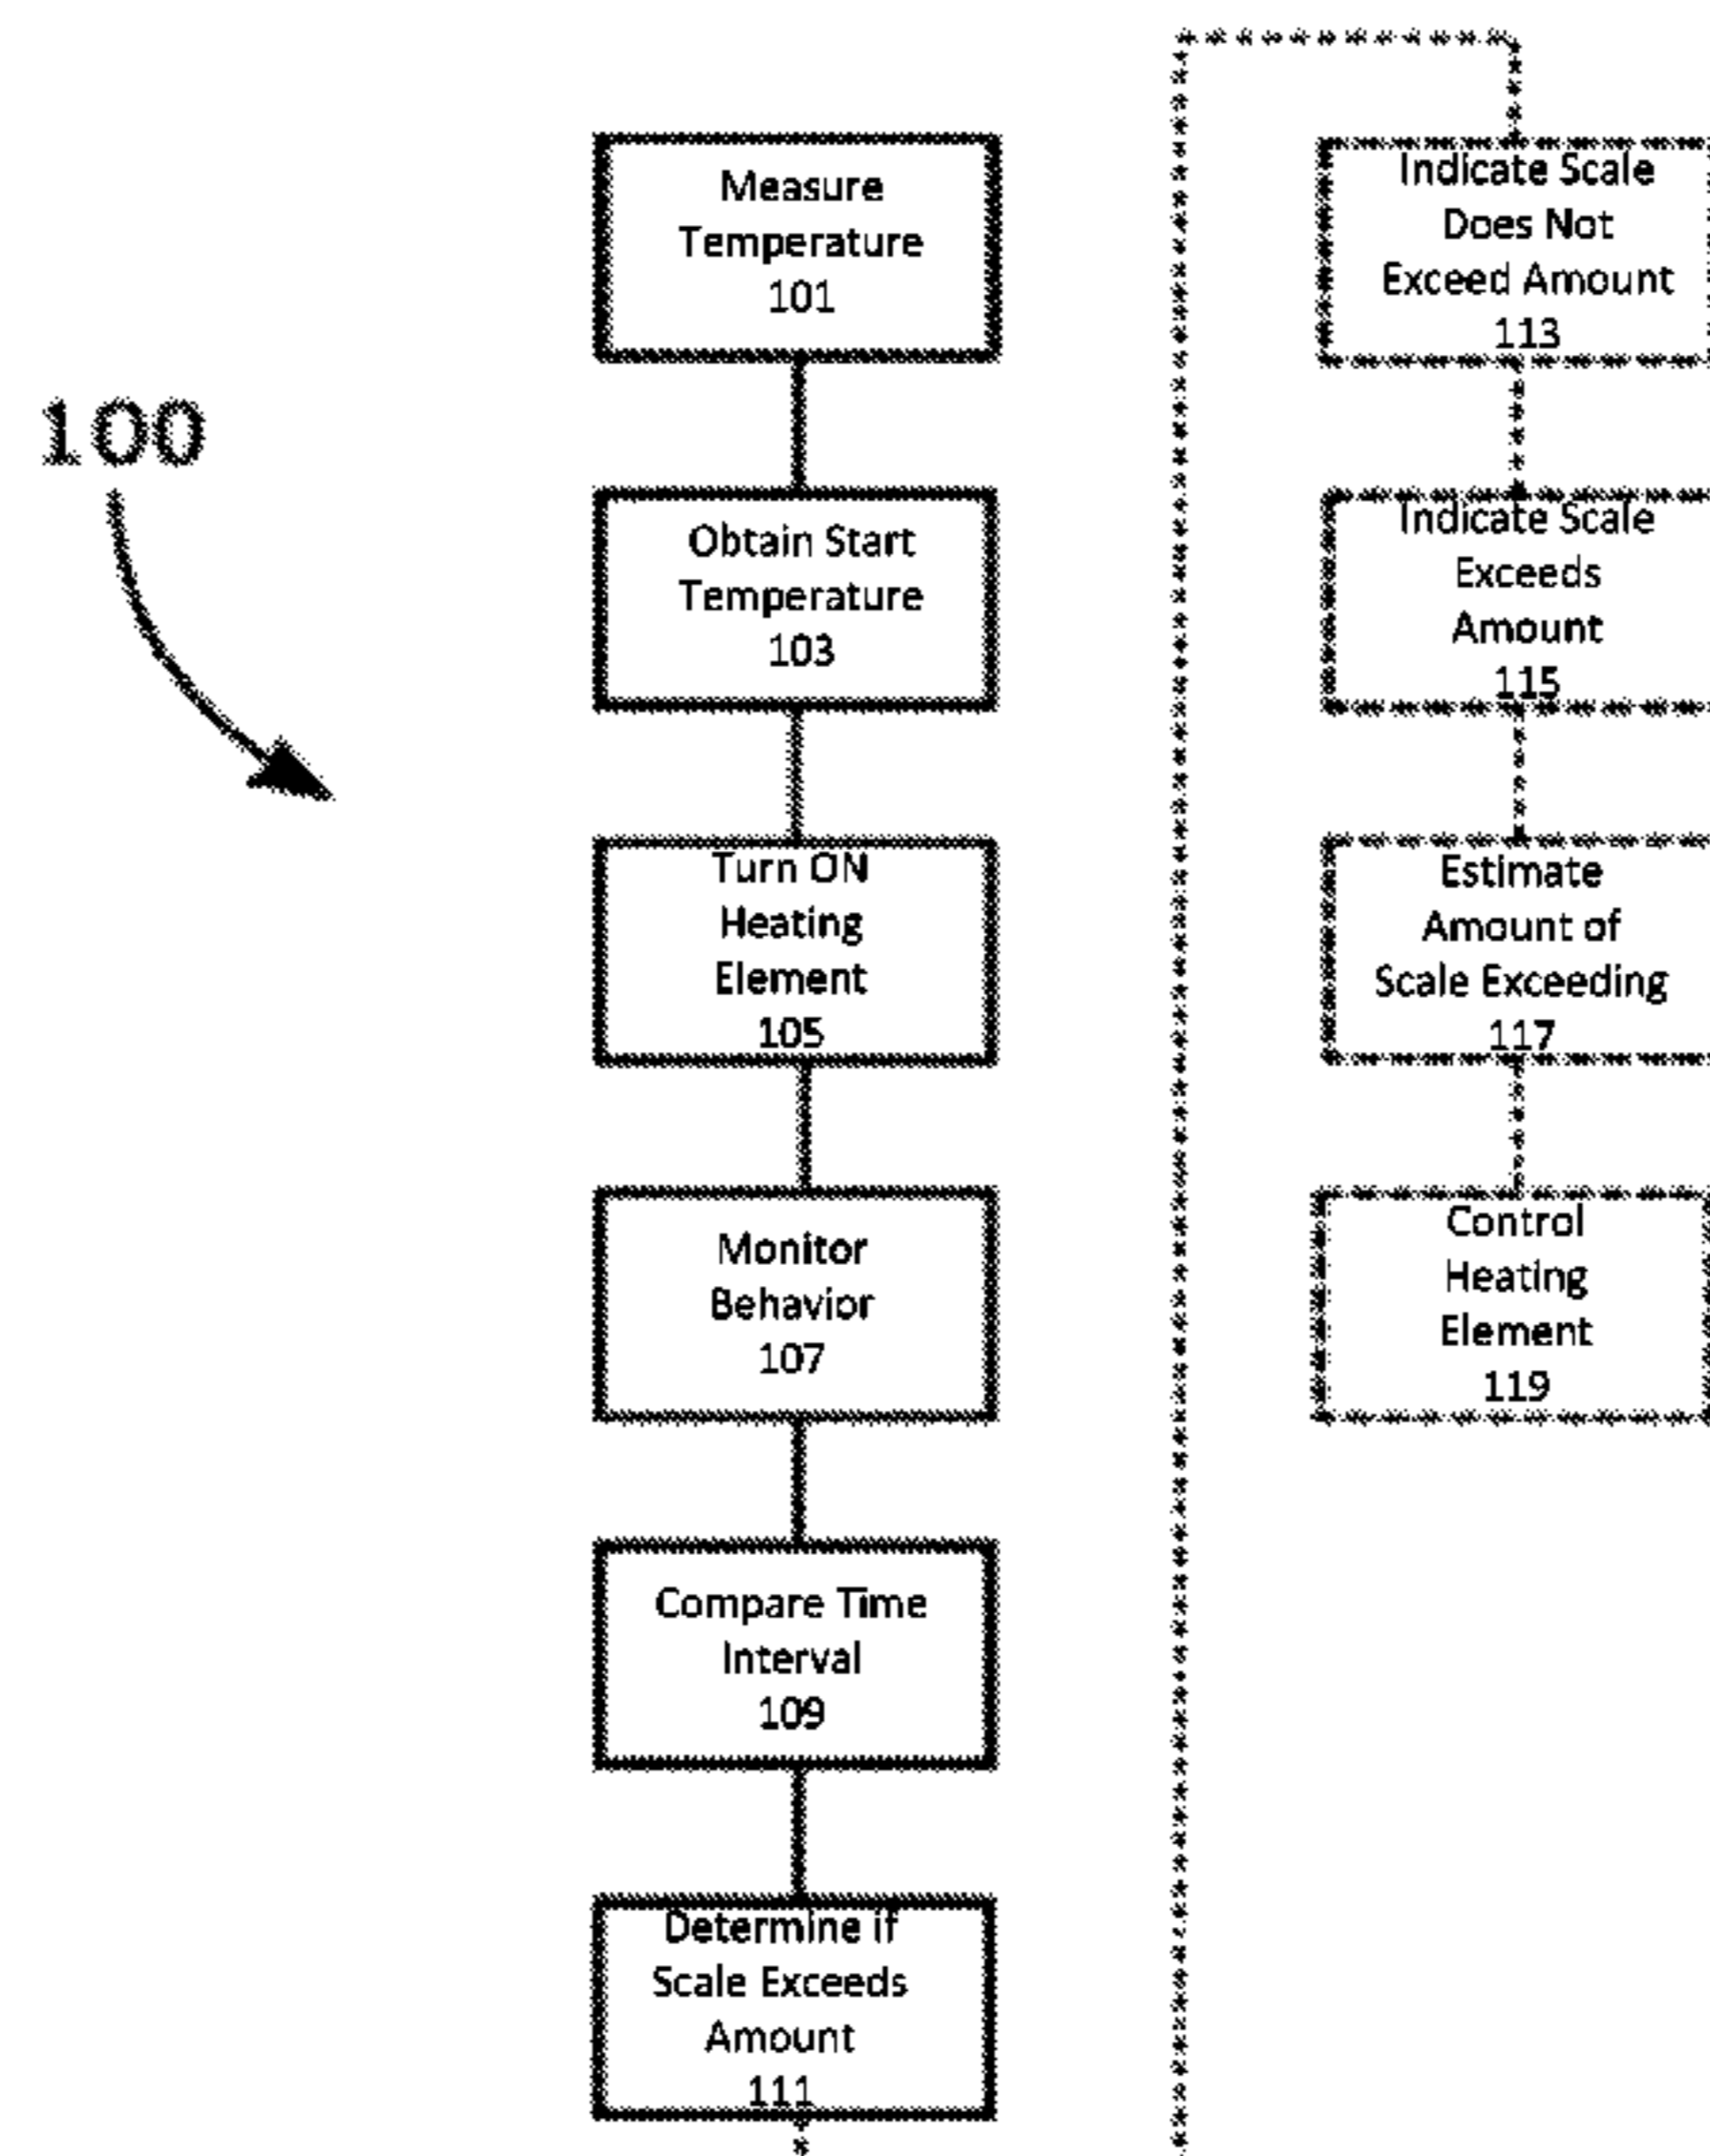 100
Measure
Temperature
101
Obtain Start
Temperature
103
Turn ON
Heating
Element
105
Monitor
Behavior
107
Compare Time
Interval
109
Determine if
Scale Exceeds
Amount
111
Indicate Scale
Does Not
Exceed Amount
113
Indicate Scale
Exceeds
Amount
115
Estimate
Amount of
Scale Exceeding
117
Control
Heating
Element
119